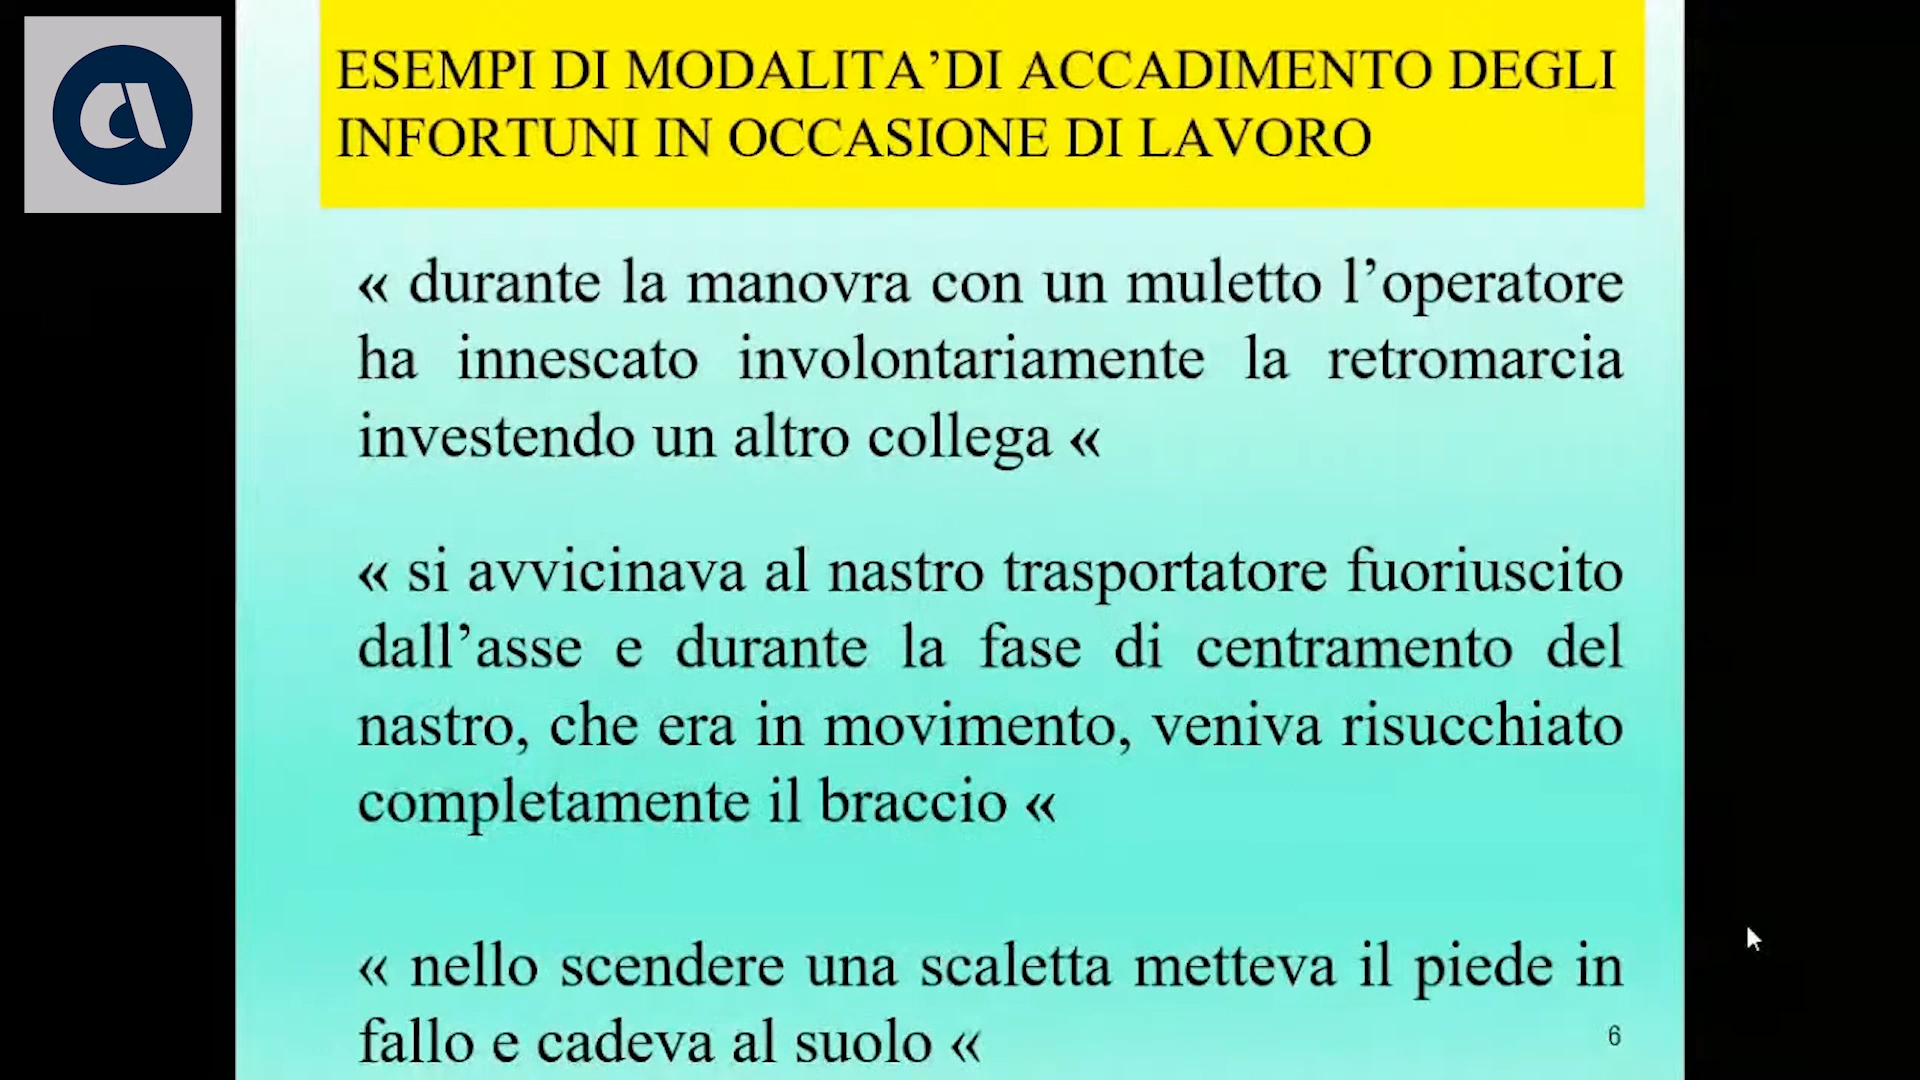 ESEMPI DI MODALITA’DI ACCADIMENTO DEGLI
INFORTUNI IN OCCASIONE DI LAVORO
« durante la manovra con un muletto l’operatore
ha innescato involontariamente la retromarcia
investendo un altro collega «
« si avvicinava al nastro trasportatore fuoriuscito
dall’asse e durante la fase di centramento del
nastro, che era in movimento, veniva risucchiato
completamente il braccio «
« nello scendere una scaletta metteva il piede in
fallo e cadeva al suolo «
6